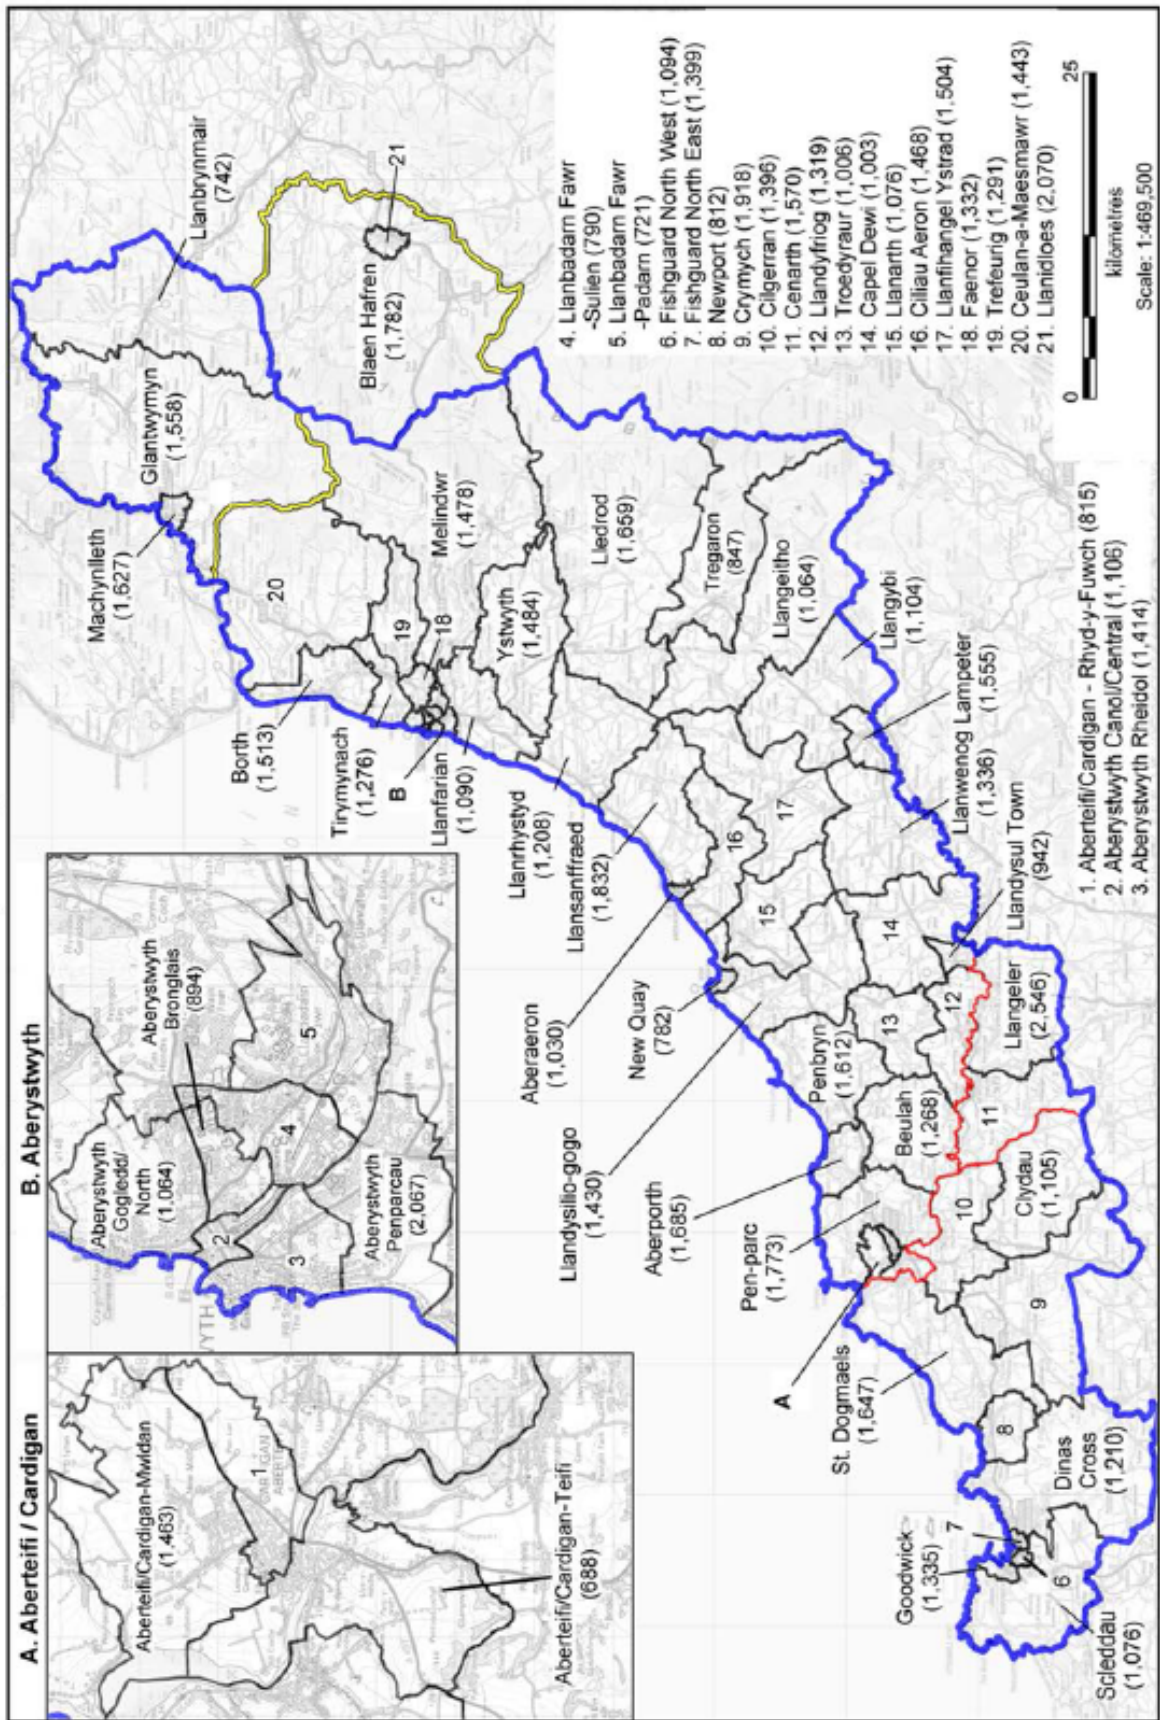 A. Aberteifi / Cardigan
Aberteifi/Cardigan-Mwldan
(1,463)
1
Aberteifi/Cardigan-Teifi
(688)
B. Aberystwyth
Aberystwyth
Gogledd/
North
(1,064)
Aberystwyth
Bronglais
(894)
2
3
4
5
Aberystwyth
Penparcau
(2,067)
Llanbrynmair
(742)
Glantwymyn
(1,558)
Machynlleth
(1,627)
21
Blaen Hafren
(1,782)
20
Borth
(1,513)
Tirymynach
(1,276)
B
19
18
Melindwr
(1,478)
Llanfarian
(1,090)
Ystwyth
(1,484)
Lledrod
(1,659)
Llanrhystyd
(1,208)
Llansanffraed
(1,832)
Tregaron
(847)
Llangeitho
(1,064)
Llangybi
(1,104)
Lampeter
(1,555)
Llanwenog
(1,336)
Llandysul Town
(942)
Aberaeron
(1,030)
New Quay
(782)
16
17
15
14
Llandysilio-gogo
(1,430)
Penbryn
(1,612)
13
12
Llangeler
(2,546)
Aberporth
(1,685)
Beulah
(1,268)
11
Pen-parc
(1,773)
10
Clydau
(1,105)
A
St. Dogmaels
(1,647)
9
8
Dinas
Cross
(1,210)
Goodwick
(1,335)
7
6
Scleddau
(1,076)
1. Aberteifi/Cardigan - Rhyd-y-Fuwch (815)
2. Aberystwyth Canol/Central (1,106)
3. Aberystwyth Rheidol (1,414)
4. Llanbadarn Fawr
-Sulien (790)
5. Llanbadarn Fawr
-Padarn (721)
6. Fishguard North West (1,094)
7. Fishguard North East (1,399)
8. Newport (812)
9. Crymych (1,918)
10. Cilgerran (1,396)
11. Cenarth (1,570)
12. Llandyfriog (1,319)
13. Troedyraur (1,006)
14. Capel Dewi (1,003)
15. Llanarth (1,076)
16. Ciliau Aeron (1,468)
17. Llanfihangel Ystrad (1,504)
18. Faenor (1,332)
19. Trefeurig (1,291)
20. Ceulan-a-Maesmawr (1,443)
21. Llanidloes (2,070)
0 25
kilometres
Scale: 1:469,500